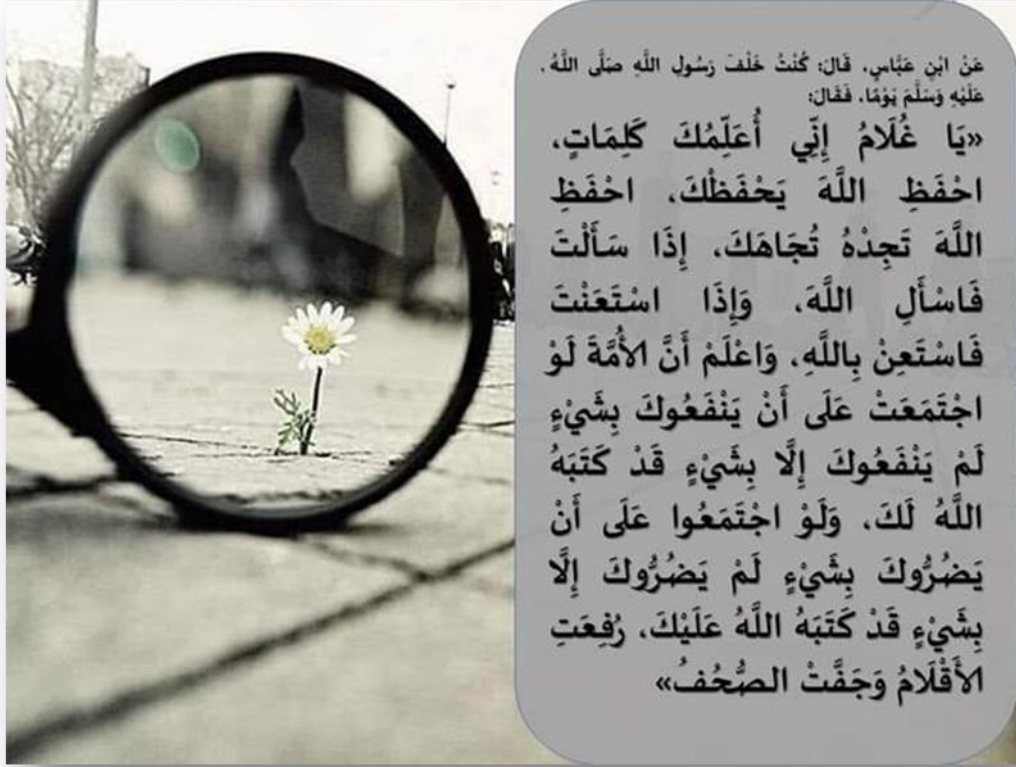 عَنْ ابْنِ عَبَّاسٍ، قَالَ: كُنْتُ خَلْفَ رَسُولِ اللَّهِ صَلَّى اللَّهُ
عَلَيْهِ وَسَلَّمَ يَوْمًا، فَقَالَ:
«يَا غُلَامُ إِنِّي أُعَلِّمُكَ كَلِمَاتٍ،
احْفَظِ اللَّهَ يَحْفَظْكَ، احْفَظِ
اللَّهَ تَجِدْهُ تُجَاهَكَ، إِذَا سَأَلْتَ
فَاسْأَلِ اللَّهَ، وَإِذَا اسْتَعَنْتَ
فَاسْتَعِنْ بِاللَّهِ، وَاعْلَمْ أَنَّ الأُمَّةَ لَوْ
اجْتَمَعَتْ عَلَى أَنْ يَنْفَعُوكَ بِشَيْءٍ
لَمْ يَنْفَعُوكَ إِلَّا بِشَيْءٍ قَدْ كَتَبَهُ
اللَّهُ لَكَ، وَلَوْ اجْتَمَعُوا عَلَى أَنْ
يَضُرُّوكَ بِشَيْءٍ لَمْ يَضُرُّوكَ إِلَّا
بِشَيْءٍ قَدْ كَتَبَهُ اللَّهُ عَلَيْكَ، رُفِعَتِ
الأَقْلَامُ وَجَفَّتْ الصُّحُفُ»